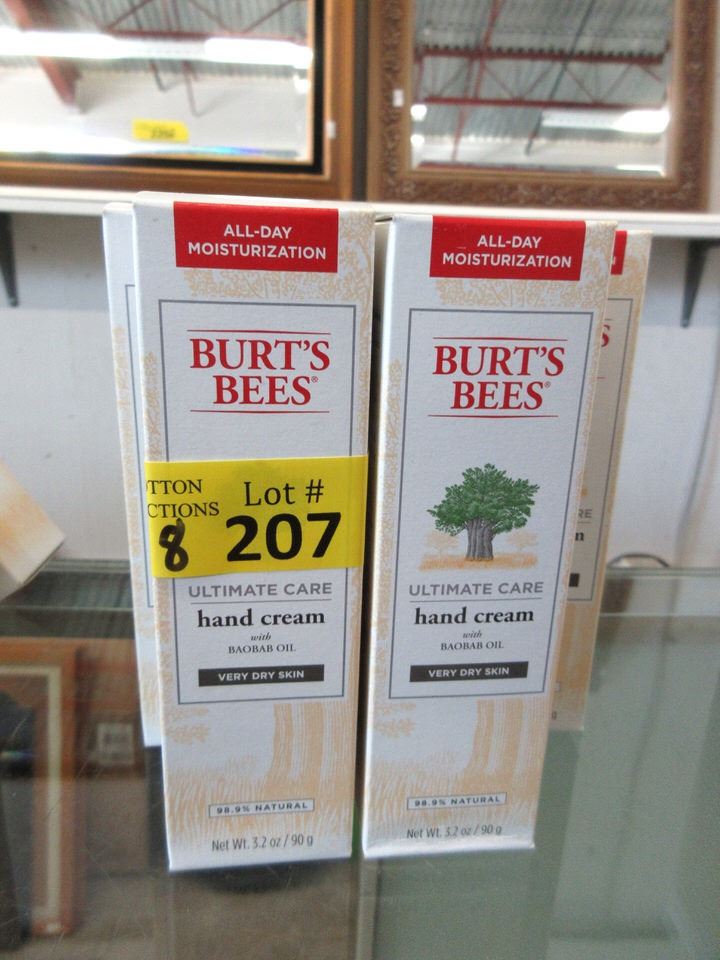 ALL-DAY
MOISTURIZATION
BURT'S
BEES®
TTON
CTIONS
8
Lot #
207
ULTIMATE CARE
hand cream
with
BAOBAB OIL
VERY DRY SKIN
98.9% NATURAL
Net Wt. 3.2 oz / 90 g
ALL-DAY
MOISTURIZATION
BURT'S
BEES®
ULTIMATE CARE
hand cream
with
BAOBAB OIL
VERY DRY SKIN
98.9% NATURAL
Net Wt. 3.2 oz / 90 g
S
RE
n